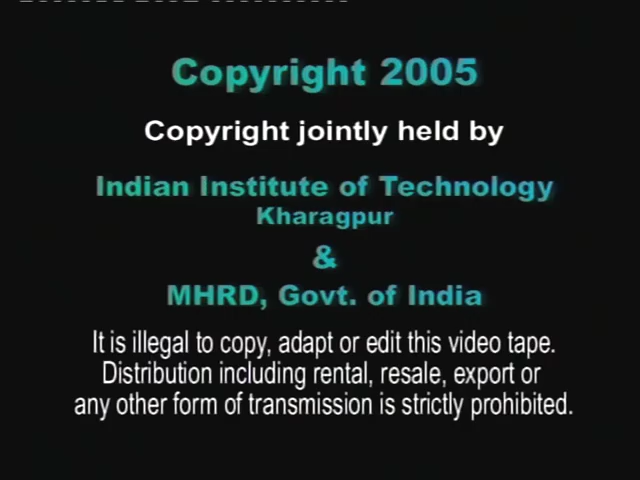 Copyright 2005
Copyright jointly held by
Indian Institute of Technology
Kharagpur
&
MHRD, Govt. of India
It is illegal to copy, adapt or edit this video tape.
Distribution including rental, resale, export or
any other form of transmission is strictly prohibited.